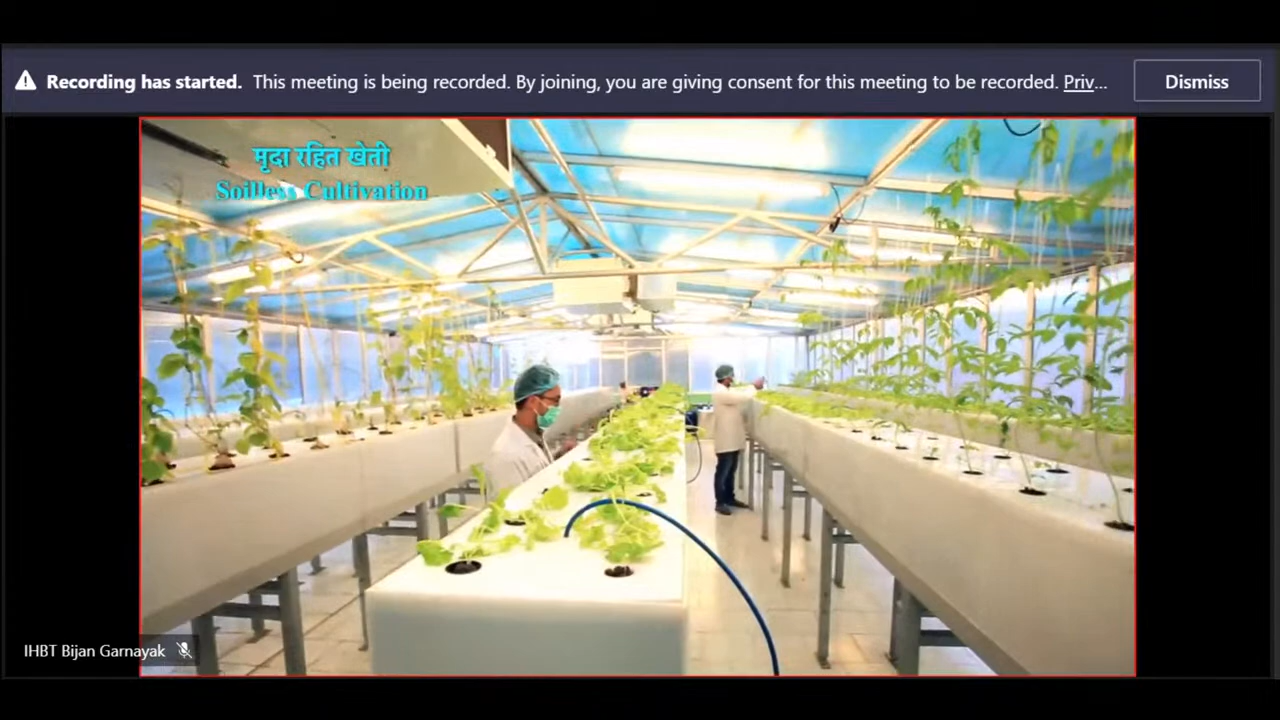 Recording has started. This meeting is being recorded. By joining, you are giving consent for this meeting to be recorded. Priv... Dismiss
मृदा रहित खेती
Soilless Cultivation
IHBT Bijan Garnayak